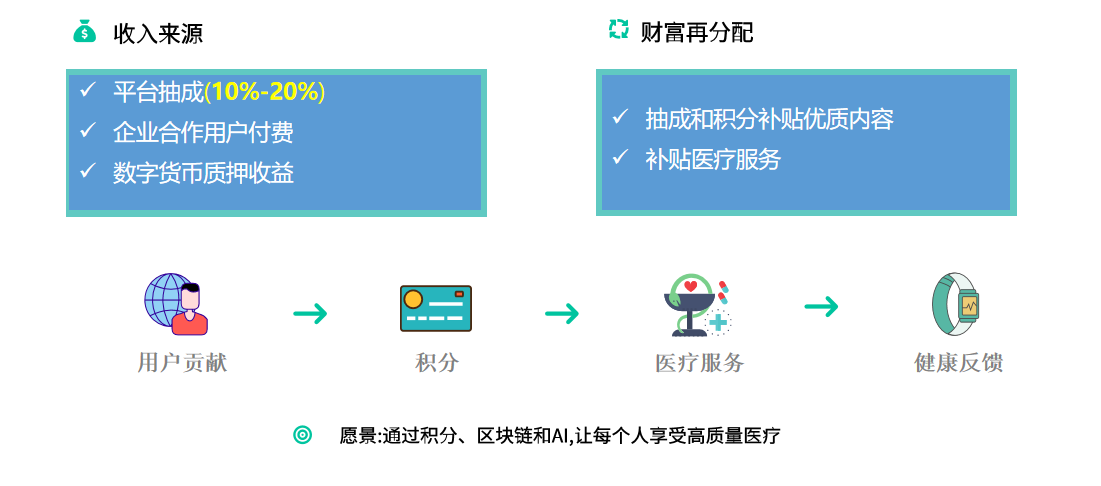 收入来源
财富再分配
平台抽成(10%-20%)
企业合作用户付费
数字货币质押收益
抽成和积分补贴优质内容
补贴医疗服务
用户贡献
积分
医疗服务
健康反馈
愿景:通过积分、区块链和AI,让每个人享受高质量医疗